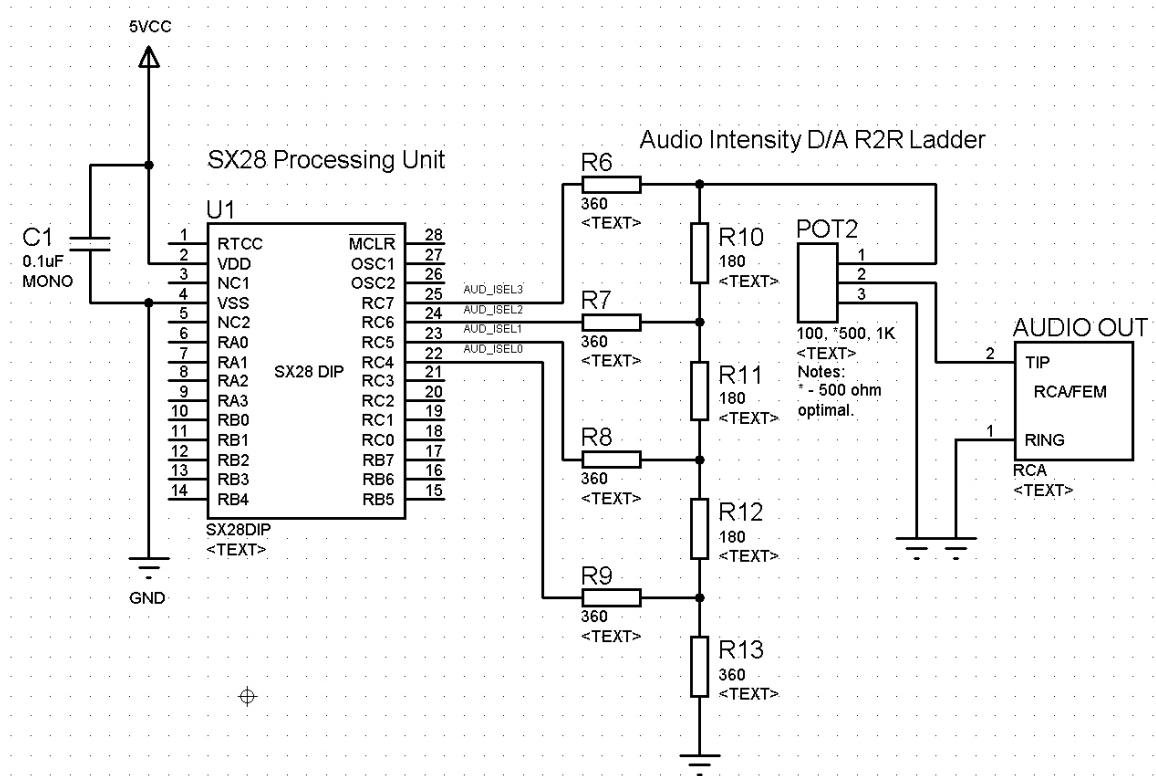 5VCC
Audio Intensity D/A R2R Ladder
SX28 Processing Unit
R6
360
<TEXT>
U1
C1
0.1uF
MONO
1 RTCC
2 VDD
3 NC1
4 VSS
5 NC2
6 RA0
7 RA1
8 RA2
9 RA3
10 RB0
11 RB1
12 RB2
13 RB3
14 RB4
SX28 DIP
MCLR 28
OSC1 27
OSC2 26
RC7 25
RC6 24
RC5 23
RC4 22
RC3 21
RC2 20
RC1 19
RC0 18
RB7 17
RB6 16
RB5 15
SX28DIP
<TEXT>
GND
AUD_ISEL3
AUD_ISEL2
AUD_ISEL1
AUD_ISEL0
R10
180
<TEXT>
R7
360
<TEXT>
R11
180
<TEXT>
R8
360
<TEXT>
R12
180
<TEXT>
R9
360
<TEXT>
R13
360
<TEXT>
POT2
1
2
3
100, *500, 1K
<TEXT>
Notes:
* - 500 ohm
optimal.
AUDIO OUT
2 TIP
RCA/FEM
1 RING
RCA
<TEXT>